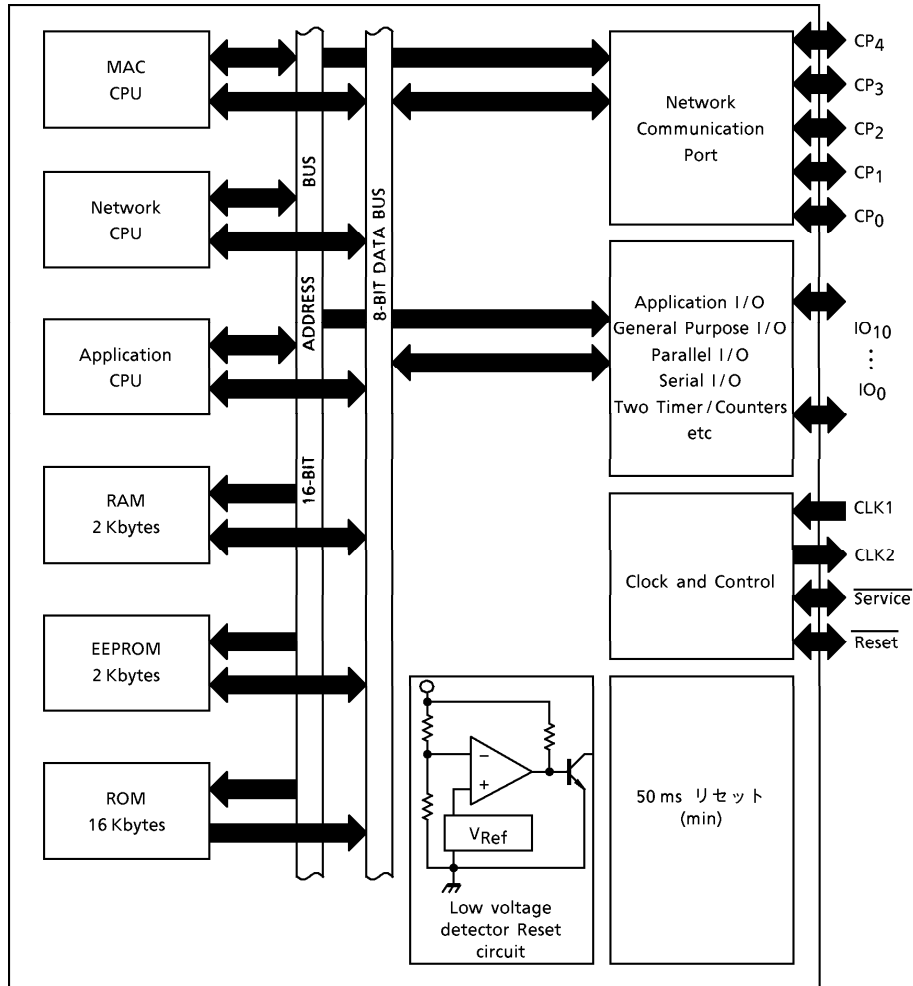 MAC
CPU
Network
CPU
Application
CPU
RAM
2 Kbytes
EEPROM
2 Kbytes
ROM
16 Kbytes
16-BIT ADDRESS BUS
8-BIT DATA BUS
Network
Communication
Port
Application I/O
General Purpose I/O
Parallel I/O
Serial I/O
Two Timer/Counters
etc
Clock and Control
50 ms リセット
(min)
−
+
VRef
Low voltage
detector Reset
circuit
CP4
CP3
CP2
CP1
CP0
IO10
⋮
IO0
CLK1
CLK2
Service
Reset